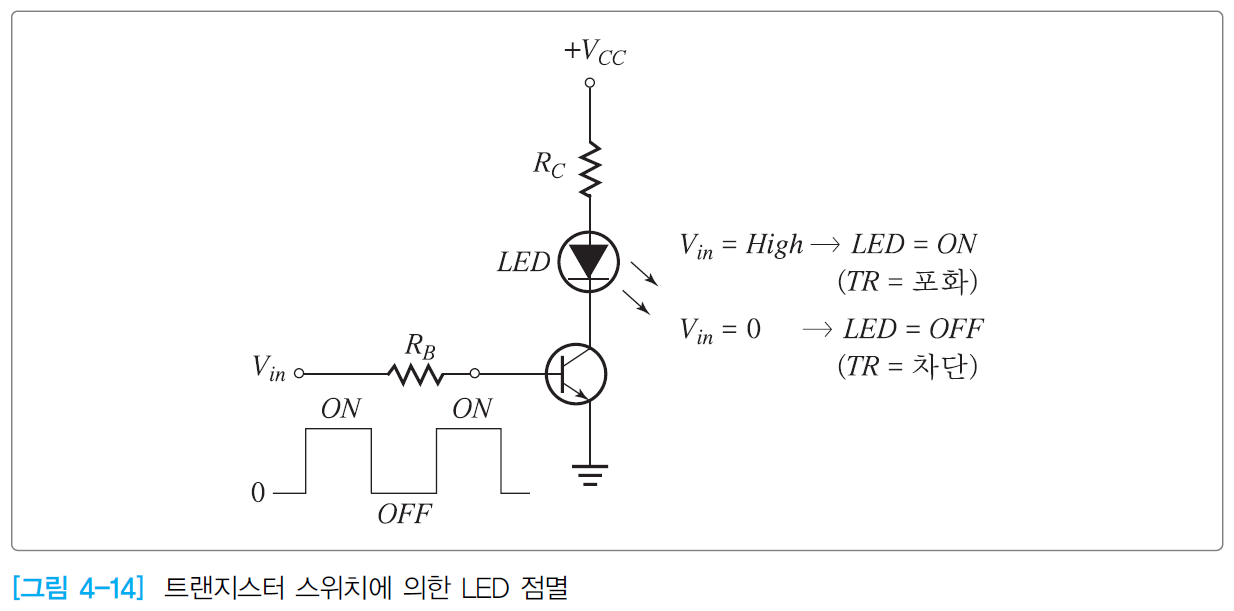 +V_CC
R_C
LED
V_in = High → LED = ON
(TR = 포화)
V_in = 0 → LED = OFF
(TR = 차단)
R_B
V_in
ON ON
0
OFF
[그림 4-14] 트랜지스터 스위치에 의한 LED 점멸